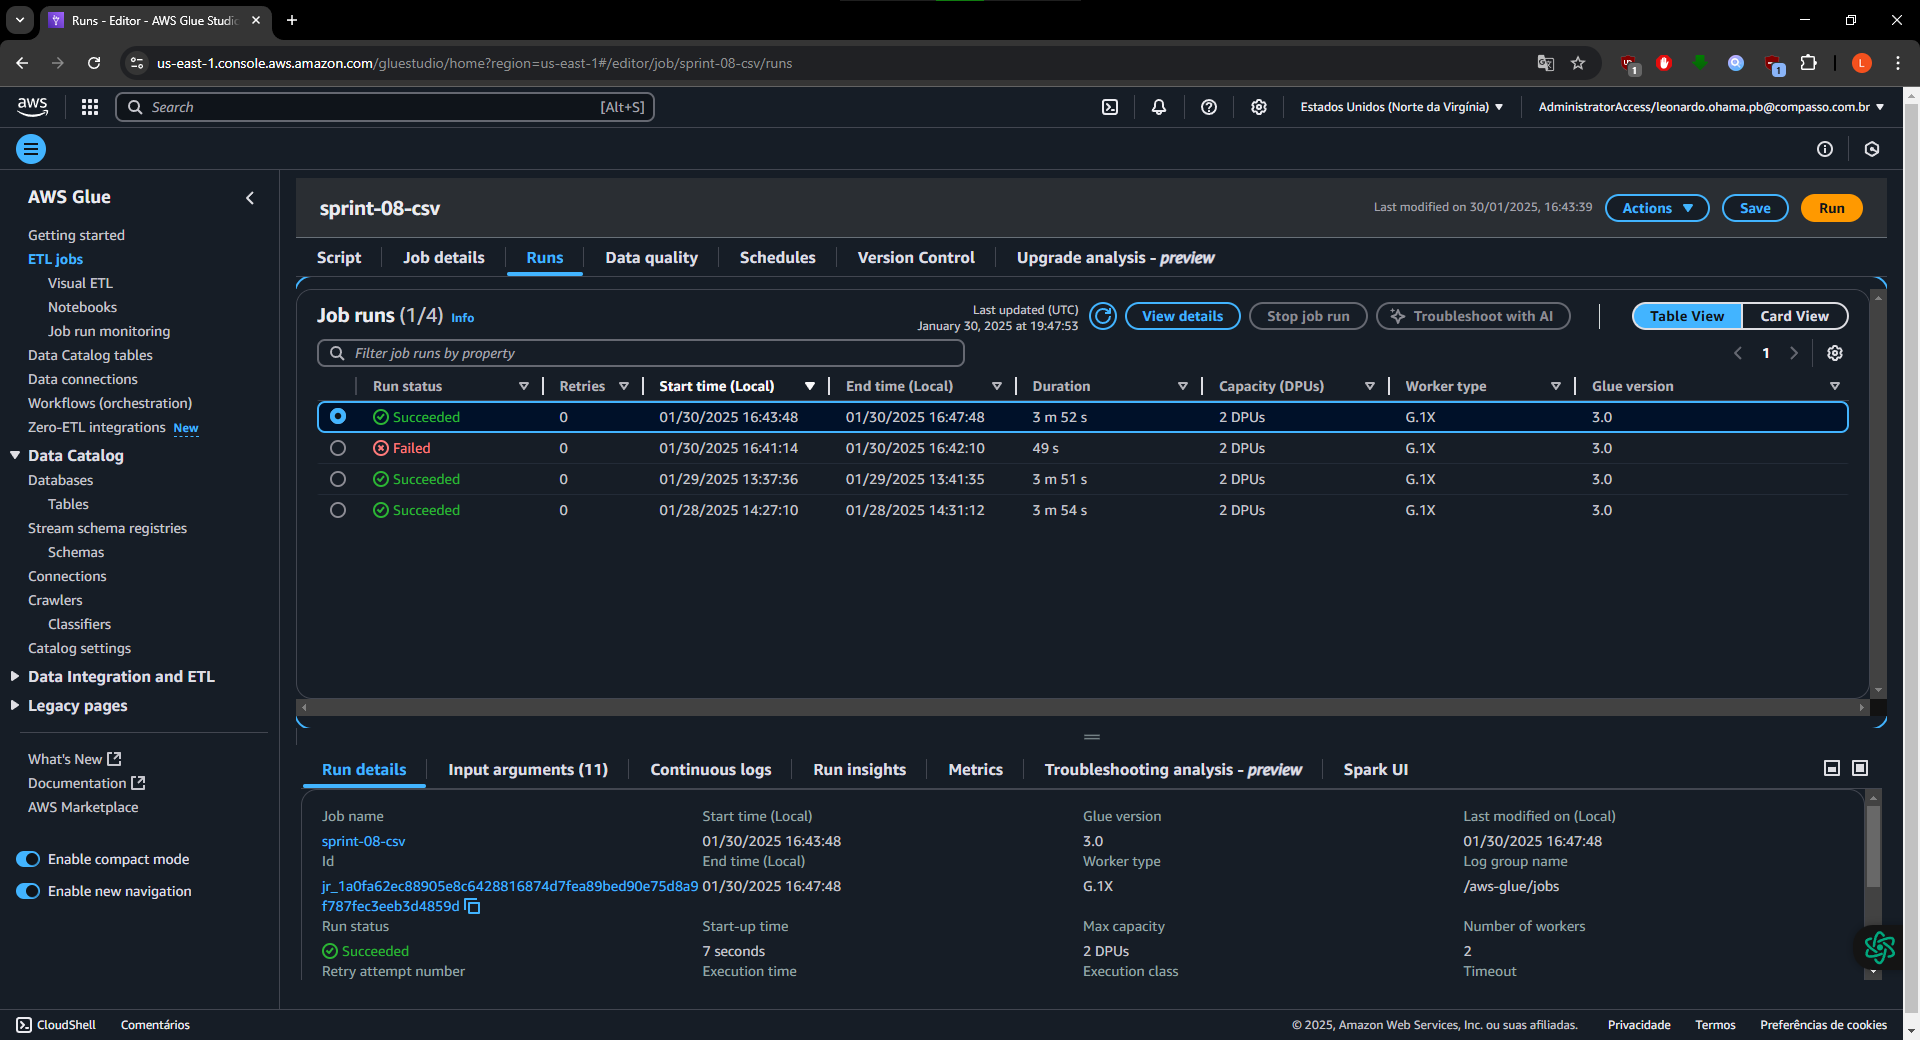 Runs - Editor - AWS Glue Studio
us-east-1.console.aws.amazon.com/gluestudio/home?region=us-east-1#/editor/job/sprint-08-csv/runs
1
1
L
aws
Search
[Alt+S]
Estados Unidos (Norte da Virgínia)
AdministratorAccess/leonardo.ohama.pb@compasso.com.br
AWS Glue
Getting started
ETL jobs
Visual ETL
Notebooks
Job run monitoring
Data Catalog tables
Data connections
Workflows (orchestration)
Zero-ETL integrations New
Data Catalog
Databases
Tables
Stream schema registries
Schemas
Connections
Crawlers
Classifiers
Catalog settings
Data Integration and ETL
Legacy pages
What's New
Documentation
AWS Marketplace
Enable compact mode
Enable new navigation
sprint-08-csv
Last modified on 30/01/2025, 16:43:39
Actions
Save
Run
Script Job details Runs Data quality Schedules Version Control Upgrade analysis - preview
Job runs (1/4) Info
Last updated (UTC)
January 30, 2025 at 19:47:53
View details
Stop job run
Troubleshoot with AI
Table View
Card View
Filter job runs by property
1
Run status Retries Start time (Local) End time (Local) Duration Capacity (DPUs) Worker type Glue version
Succeeded 0 01/30/2025 16:43:48 01/30/2025 16:47:48 3 m 52 s 2 DPUs G.1X 3.0
Failed 0 01/30/2025 16:41:14 01/30/2025 16:42:10 49 s 2 DPUs G.1X 3.0
Succeeded 0 01/29/2025 13:37:36 01/29/2025 13:41:35 3 m 51 s 2 DPUs G.1X 3.0
Succeeded 0 01/28/2025 14:27:10 01/28/2025 14:31:12 3 m 54 s 2 DPUs G.1X 3.0
Run details Input arguments (11) Continuous logs Run insights Metrics Troubleshooting analysis - preview Spark UI
Job name Start time (Local) Glue version Last modified on (Local)
sprint-08-csv 01/30/2025 16:43:48 3.0 01/30/2025 16:47:48
Id End time (Local) Worker type Log group name
jr_1a0fa62ec88905e8c6428816874d7fea89bed90e75d8a9 01/30/2025 16:47:48 G.1X /aws-glue/jobs
f787fec3eeb3d4859d
Run status Start-up time Max capacity Number of workers
Succeeded 7 seconds 2 DPUs 2
Retry attempt number Execution time Execution class Timeout
CloudShell Comentários © 2025, Amazon Web Services, Inc. ou suas afiliadas. Privacidade Termos Preferências de cookies